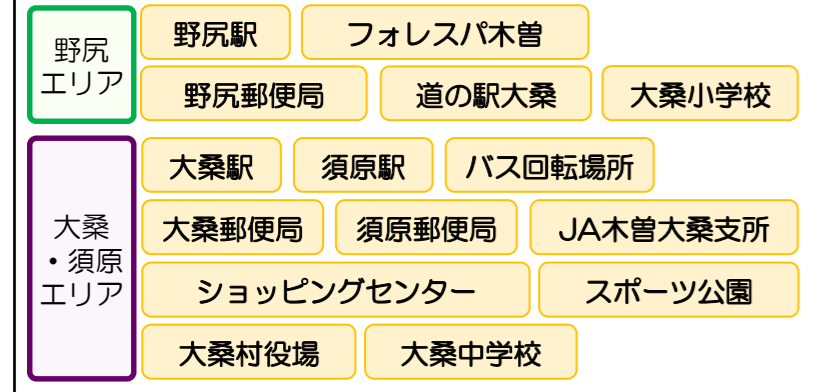 野尻
エリア
野尻駅 フォレスパ木曽
野尻郵便局 道の駅大桑 大桑小学校
大桑
・須原
エリア
大桑駅 須原駅 バス回転場所
大桑郵便局 須原郵便局 JA木曽大桑支所
ショッピングセンター スポーツ公園
大桑村役場 大桑中学校